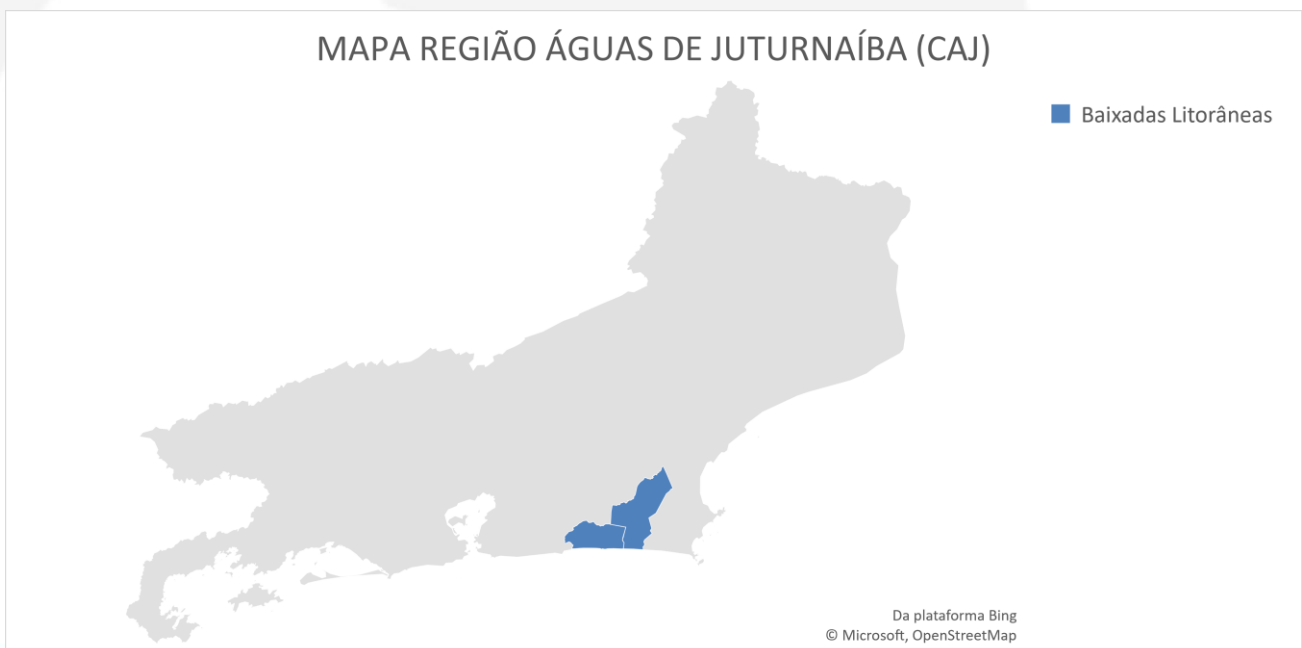 MAPA REGIÃO ÁGUAS DE JUTURNAÍBA (CAJ)
Baixadas Litorâneas
Da plataforma Bing
© Microsoft, OpenStreetMap